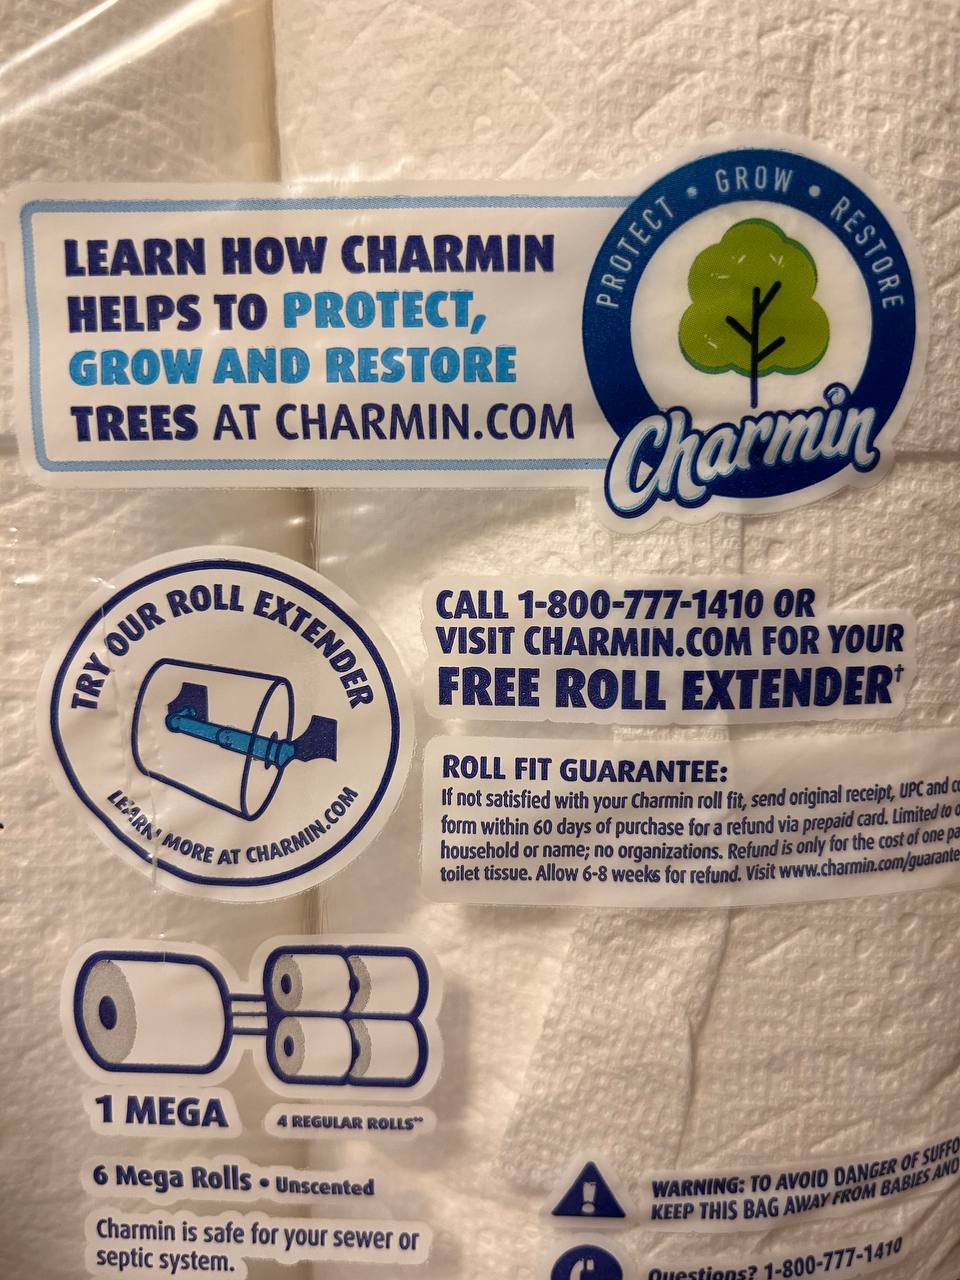 LEARN HOW CHARMIN
HELPS TO PROTECT,
GROW AND RESTORE
TREES AT CHARMIN.COM
PROTECT • GROW • RESTORE
Charmin
TRY OUR ROLL EXTENDER
LEARN MORE AT CHARMIN.COM
CALL 1-800-777-1410 OR
VISIT CHARMIN.COM FOR YOUR
FREE ROLL EXTENDER†
ROLL FIT GUARANTEE:
If not satisfied with your Charmin roll fit, send original receipt, UPC and
form within 60 days of purchase for a refund via prepaid card. Limited to
household or name; no organizations. Refund is only for the cost of one
toilet tissue. Allow 6-8 weeks for refund. Visit www.charmin.com/guarante
1 MEGA
4 REGULAR ROLLS**
6 Mega Rolls • Unscented
Charmin is safe for your sewer or
septic system.
WARNING: TO AVOID DANGER OF SUFFO
KEEP THIS BAG AWAY FROM BABIES AND
Questions? 1-800-777-1410